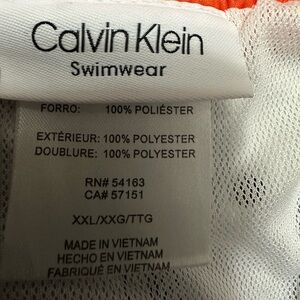 Calvin Klein
Swimwear
FORRO: 100% POLIÉSTER
EXTÉRIEUR: 100% POLYESTER
DOUBLURE: 100% POLYESTER
RN# 54163
CA# 57151
XXL/XXG/TTG
MADE IN VIETNAM
HECHO EN VIETNAM
FABRIQUÉ EN VIETNAM